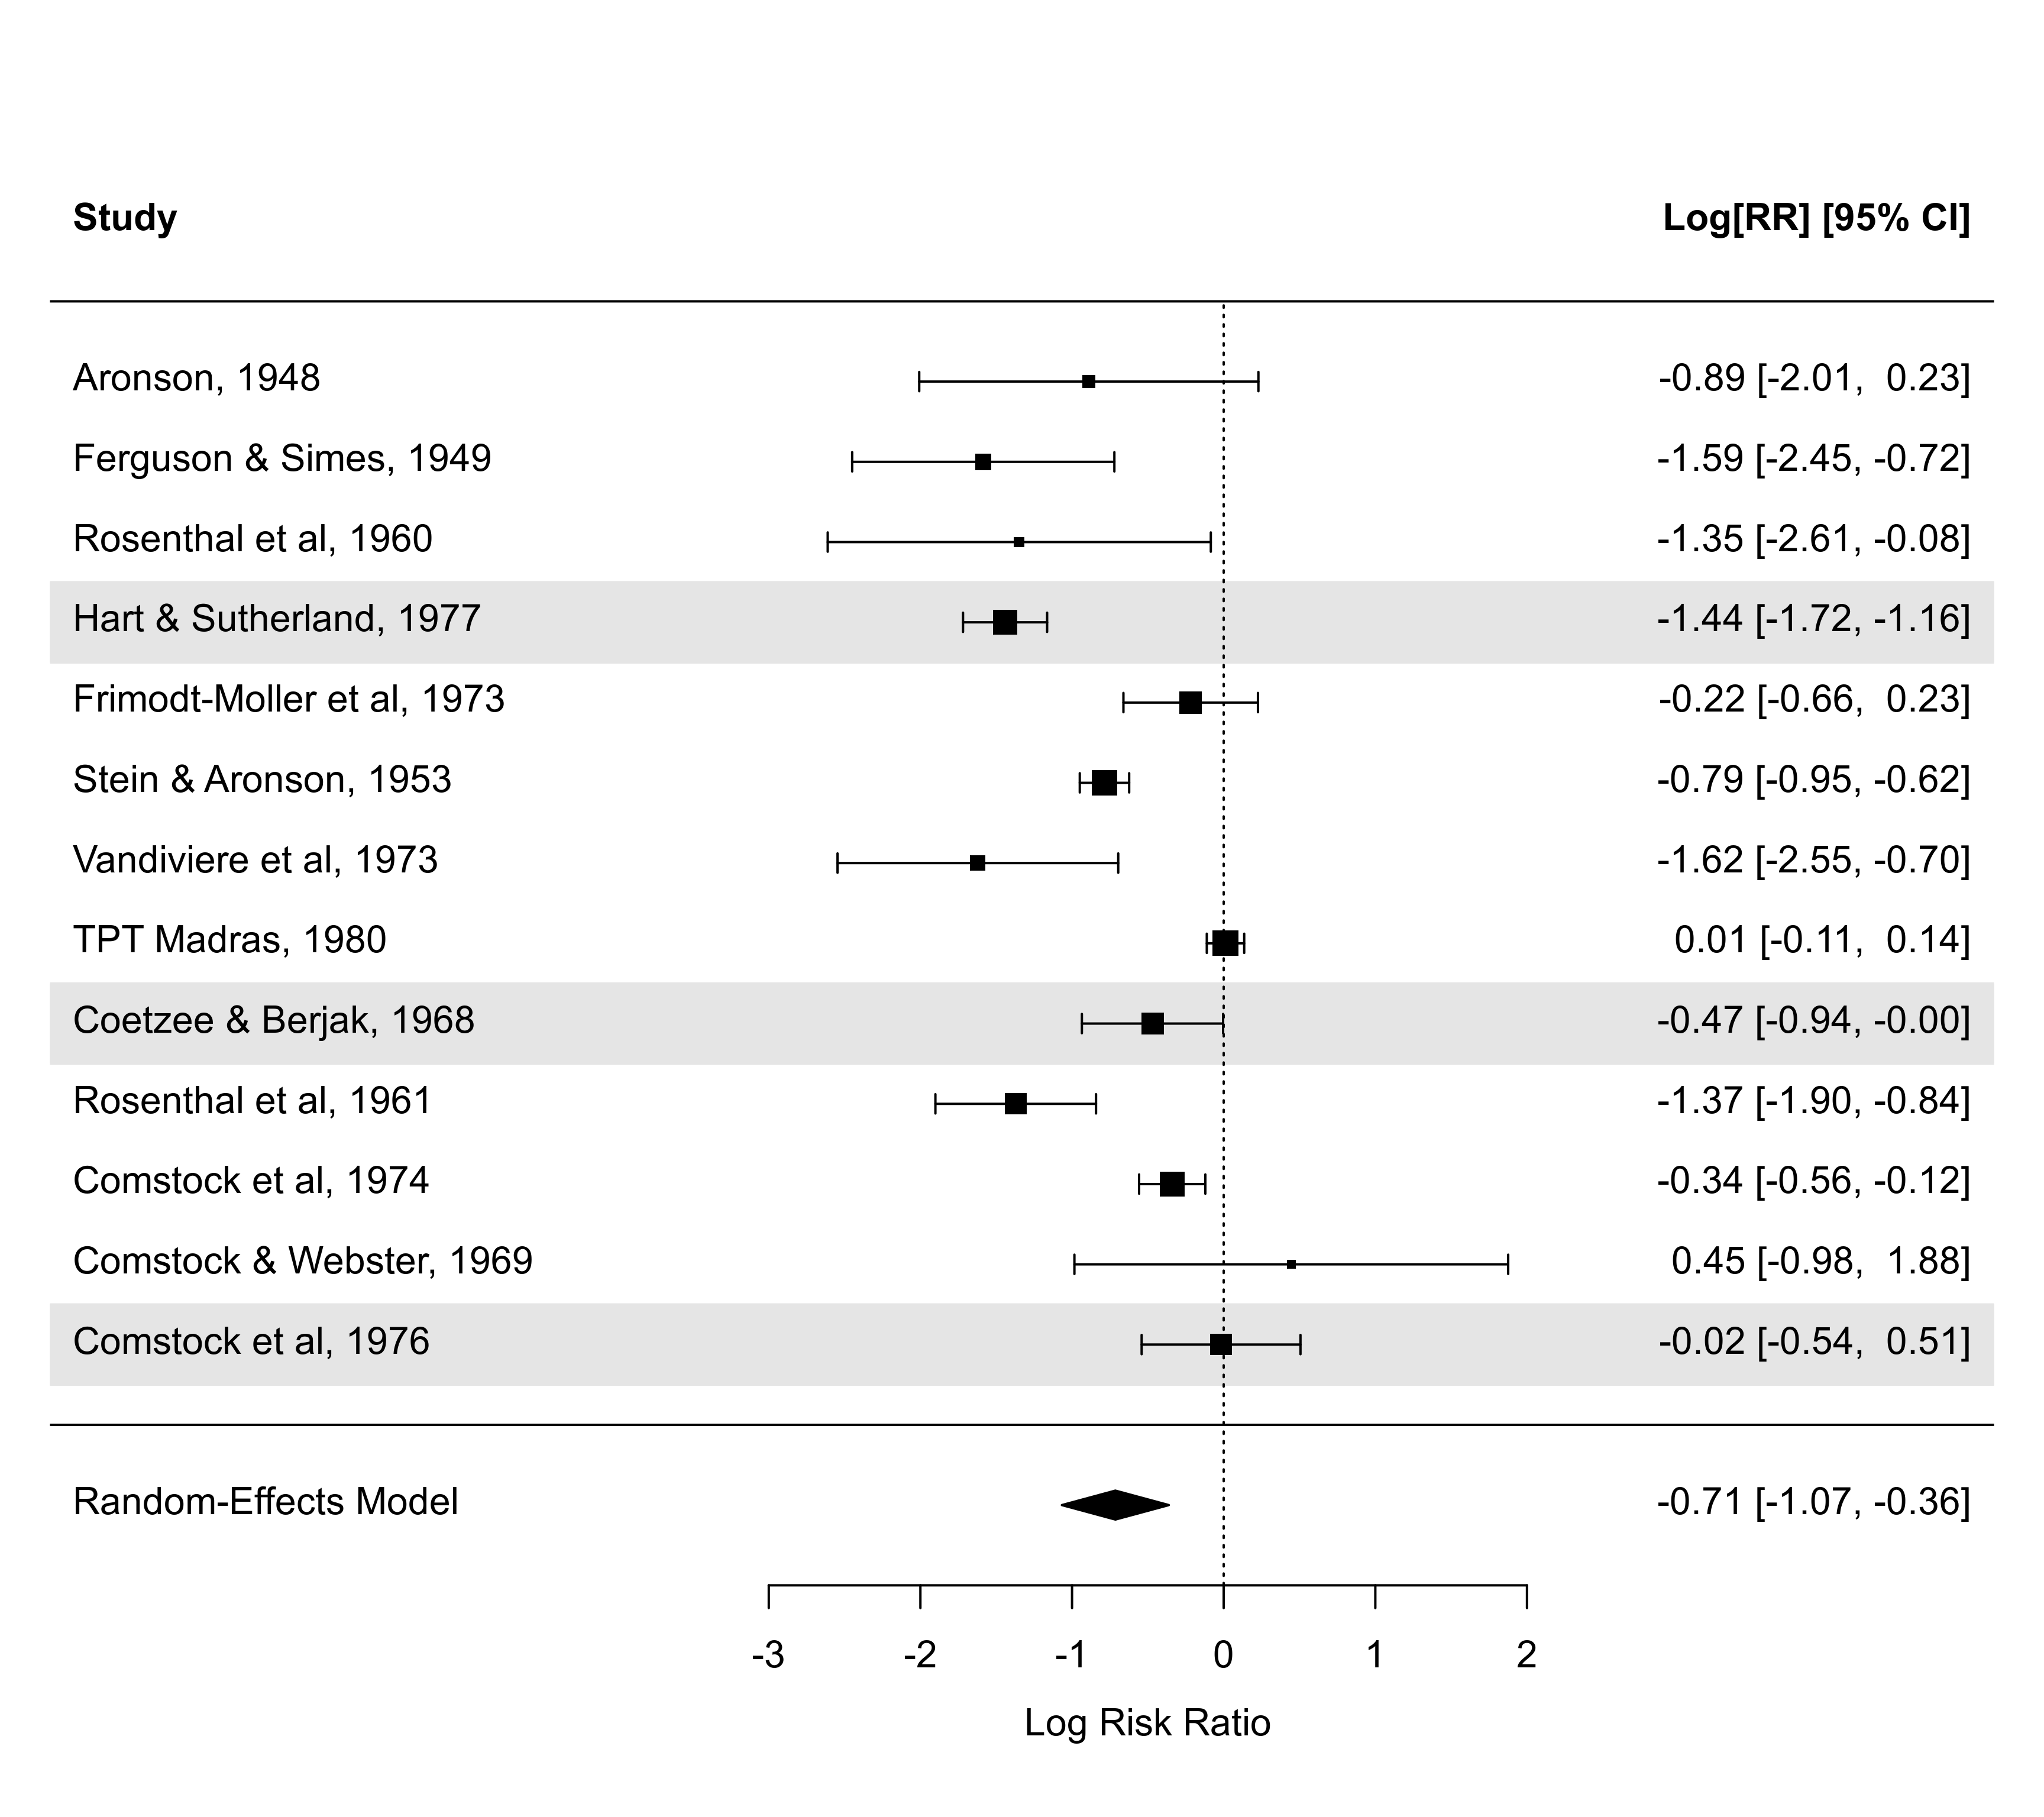 Study Log[RR] [95% CI]
Aronson, 1948 -0.89 [-2.01, 0.23]
Ferguson & Simes, 1949 -1.59 [-2.45, -0.72]
Rosenthal et al, 1960 -1.35 [-2.61, -0.08]
Hart & Sutherland, 1977 -1.44 [-1.72, -1.16]
Frimodt-Moller et al, 1973 -0.22 [-0.66, 0.23]
Stein & Aronson, 1953 -0.79 [-0.95, -0.62]
Vandiviere et al, 1973 -1.62 [-2.55, -0.70]
TPT Madras, 1980 0.01 [-0.11, 0.14]
Coetzee & Berjak, 1968 -0.47 [-0.94, -0.00]
Rosenthal et al, 1961 -1.37 [-1.90, -0.84]
Comstock et al, 1974 -0.34 [-0.56, -0.12]
Comstock & Webster, 1969 0.45 [-0.98, 1.88]
Comstock et al, 1976 -0.02 [-0.54, 0.51]
Random-Effects Model -0.71 [-1.07, -0.36]
-3 -2 -1 0 1 2
Log Risk Ratio